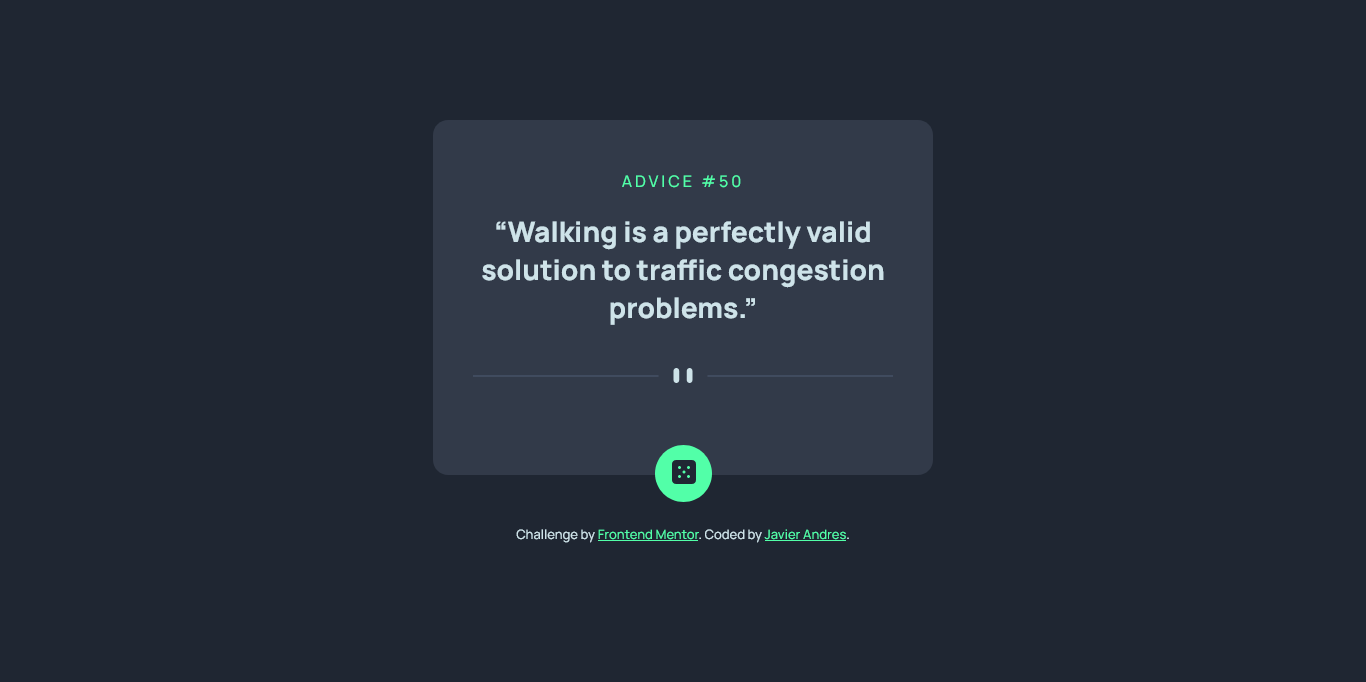 ADVICE #50
“Walking is a perfectly valid
solution to traffic congestion
problems.”
Challenge by Frontend Mentor. Coded by Javier Andres.